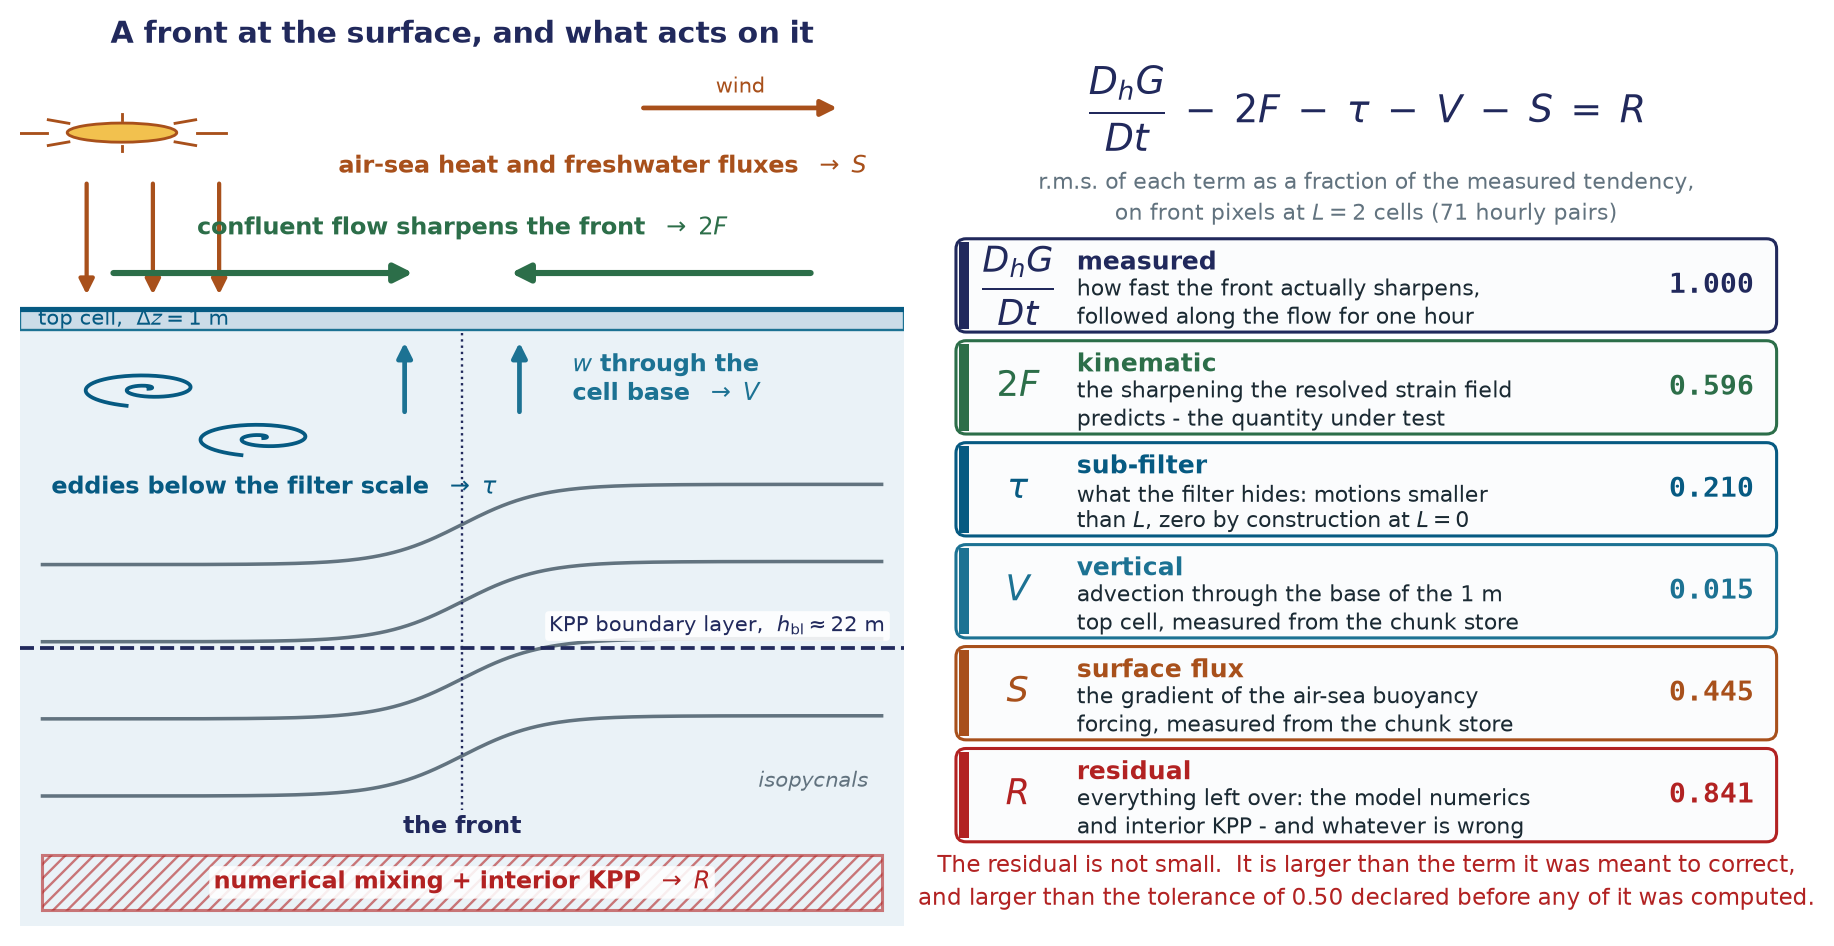 A front at the surface, and what acts on it
wind
air-sea heat and freshwater fluxes → S
confluent flow sharpens the front → 2F
top cell, Δz = 1 m
w through the
cell base → V
eddies below the filter scale → τ
KPP boundary layer, h_bl ≈ 22 m
isopycnals
the front
numerical mixing + interior KPP → R
D_hG/Dt − 2F − τ − V − S = R
r.m.s. of each term as a fraction of the measured tendency,
on front pixels at L = 2 cells (71 hourly pairs)
D_hG/Dt measured 1.000
how fast the front actually sharpens,
followed along the flow for one hour
2F kinematic 0.596
the sharpening the resolved strain field
predicts - the quantity under test
τ sub-filter 0.210
what the filter hides: motions smaller
than L, zero by construction at L = 0
V vertical 0.015
advection through the base of the 1 m
top cell, measured from the chunk store
S surface flux 0.445
the gradient of the air-sea buoyancy
forcing, measured from the chunk store
R residual 0.841
everything left over: the model numerics
and interior KPP - and whatever is wrong
The residual is not small. It is larger than the term it was meant to correct,
and larger than the tolerance of 0.50 declared before any of it was computed.